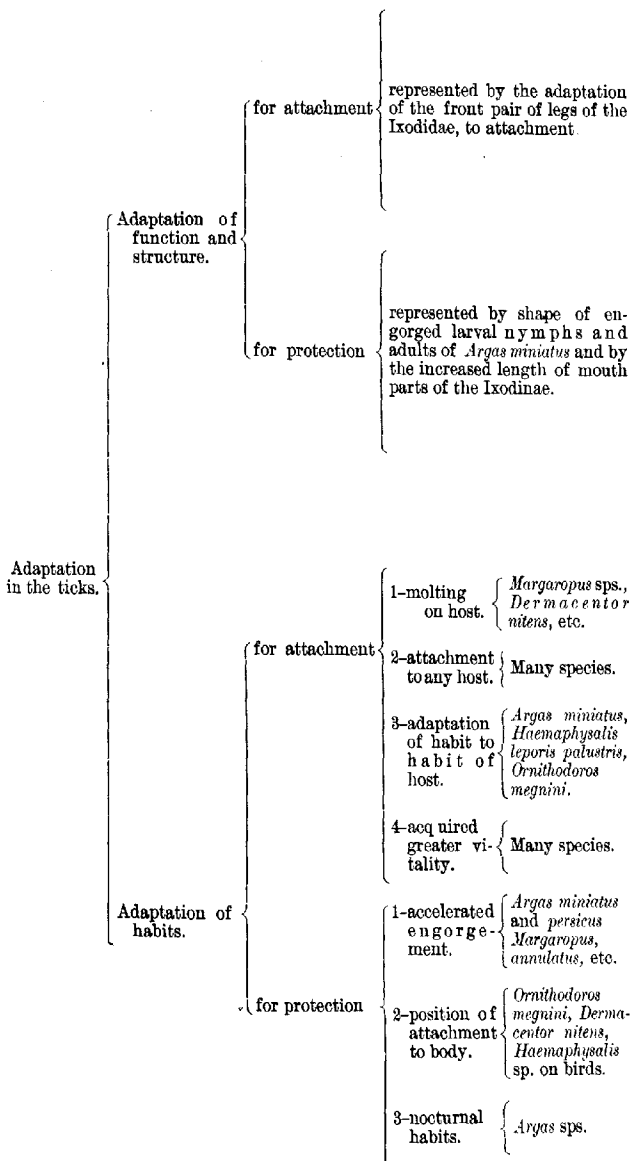 Adaptation in the ticks.
Adaptation of
function and
structure.
for attachment
represented by the adaptation
of the front pair of legs of the
Ixodidae, to attachment
for protection
represented by shape of en-
gorged larval nymphs and
adults of Argas miniatus and by
the increased length of mouth
parts of the Ixodinae.
Adaptation of
habits.
for attachment
1-molting
on host.
Margaropus sps.,
Dermacentor
nitens, etc.
2-attachment
to any host.
Many species.
3-adaptation
of habit to
habit of
host.
Argas miniatus,
Haemaphysalis
leporis palustris,
Ornithodoros
megnini.
4-acquired
greater vi-
tality.
Many species.
for protection
1-accelerated
engorge-
ment.
Argas miniatus
and persicus
Margaropus,
annulatus, etc.
2-position of
attachment
to body.
Ornithodoros
megnini, Derma-
centor nitens,
Haemaphysalis
sp. on birds.
3-nocturnal
habits.
Argas sps.